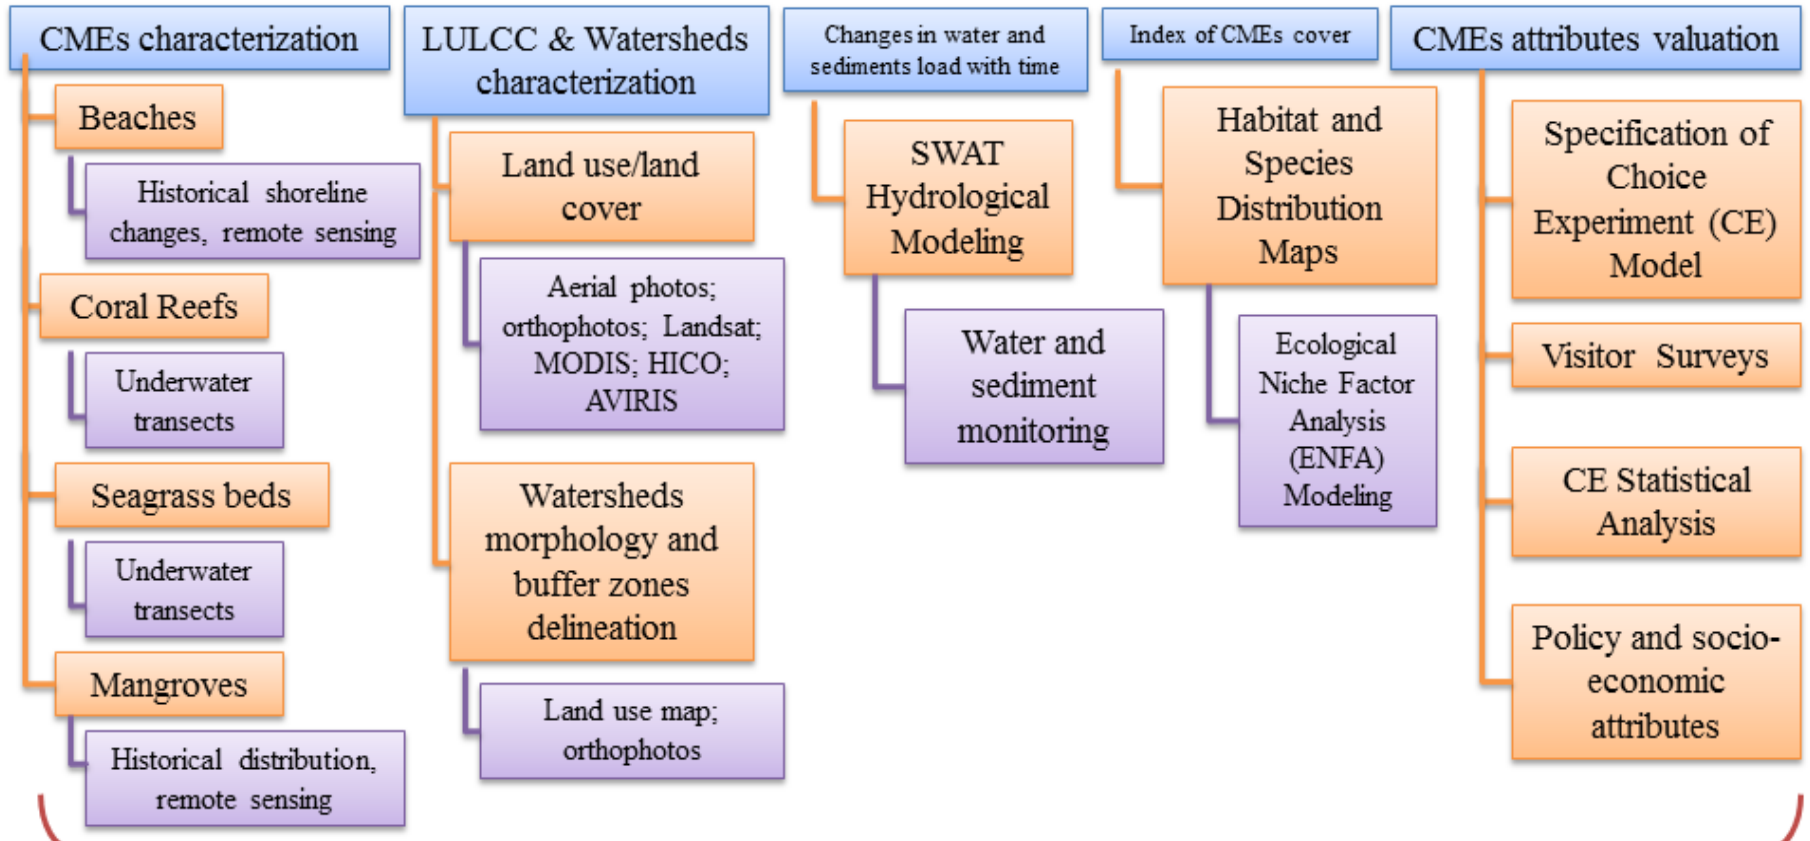 CMEs characterization
Beaches
Historical shoreline
changes, remote sensing
Coral Reefs
Underwater
transects
Seagrass beds
Underwater
transects
Mangroves
Historical distribution,
remote sensing
LULCC & Watersheds
characterization
Land use/land
cover
Aerial photos;
orthophotos; Landsat;
MODIS; HICO;
AVIRIS
Watersheds
morphology and
buffer zones
delineation
Land use map;
orthophotos
Changes in water and
sediments load with time
SWAT
Hydrological
Modeling
Water and
sediment
monitoring
Index of CMEs cover
Habitat and
Species
Distribution
Maps
Ecological
Niche Factor
Analysis
(ENFA)
Modeling
CMEs attributes valuation
Specification of
Choice
Experiment (CE)
Model
Visitor Surveys
CE Statistical
Analysis
Policy and socio-
economic
attributes